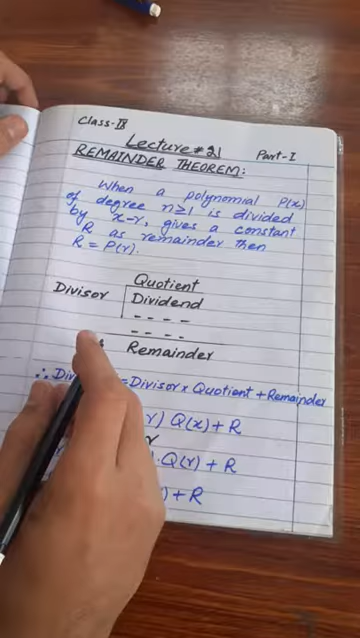 Class-IX
Lecture # 21
Part-I
REMAINDER THEOREM:
When a polynomial P(x)
of degree n≥1 is divided
by x-r, gives a constant
R as remainder then
R = P(r).
Quotient
Divisor Dividend
Remainder
∴ = Divisor x Quotient + Remainder
r) Q(x) + R
. Q(r) + R
) + R